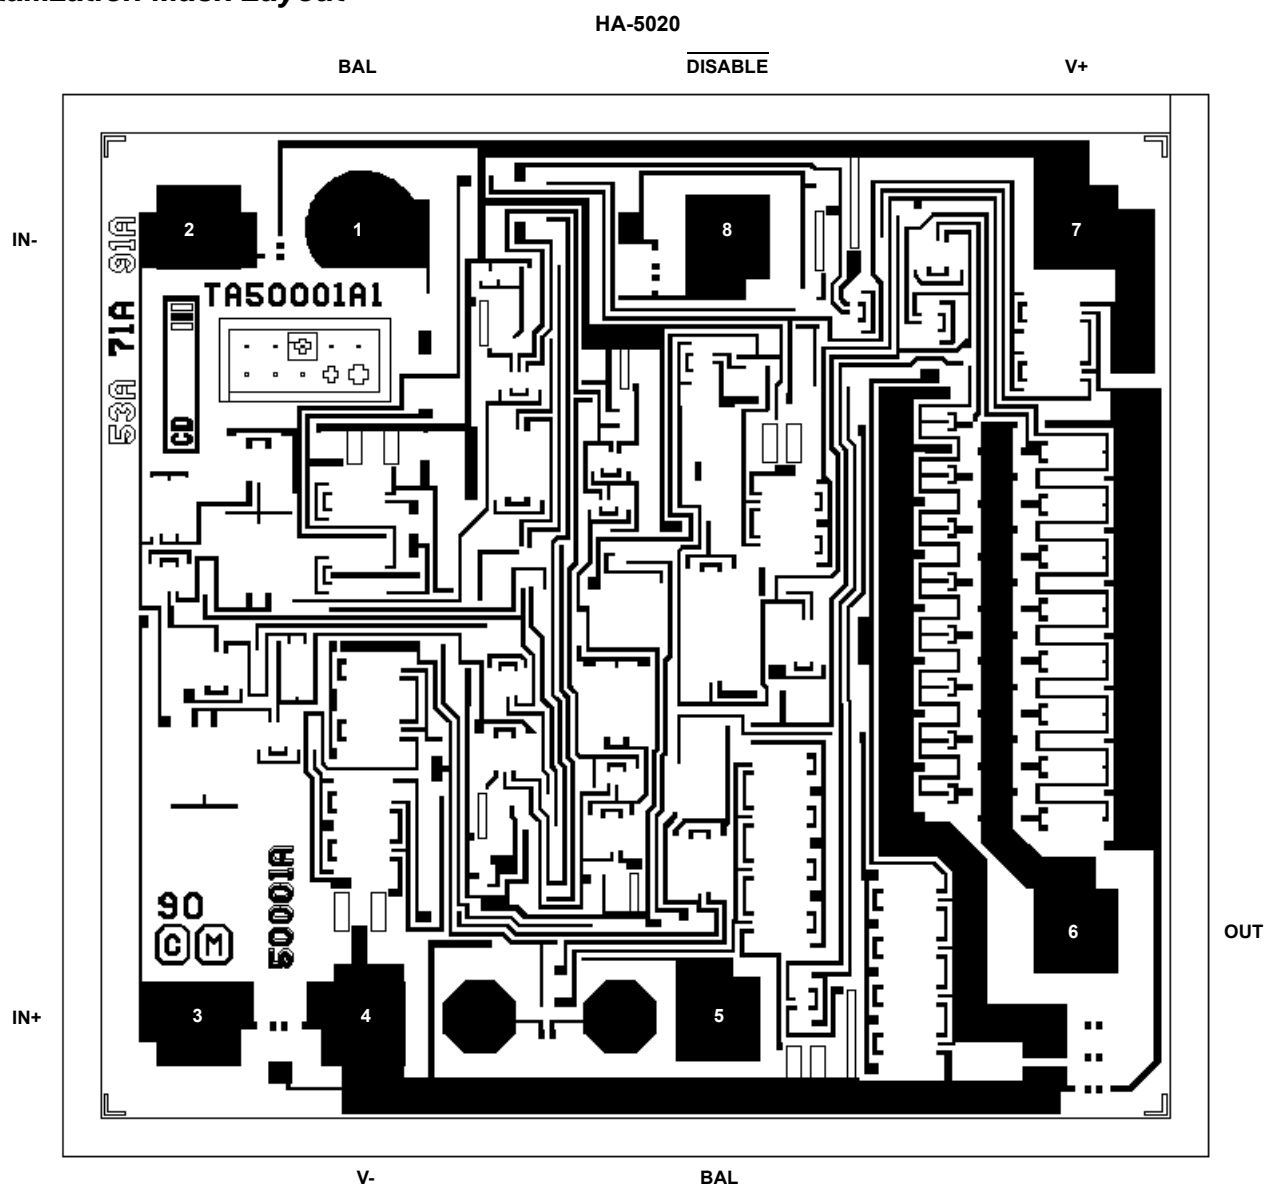 HA-5020
BAL
DISABLE
V+
IN-
2
1
8
7
91A
TA50001A1
71A
53A
CD
50001A
90
C M
6
OUT
IN+
3
4
5
V-
BAL